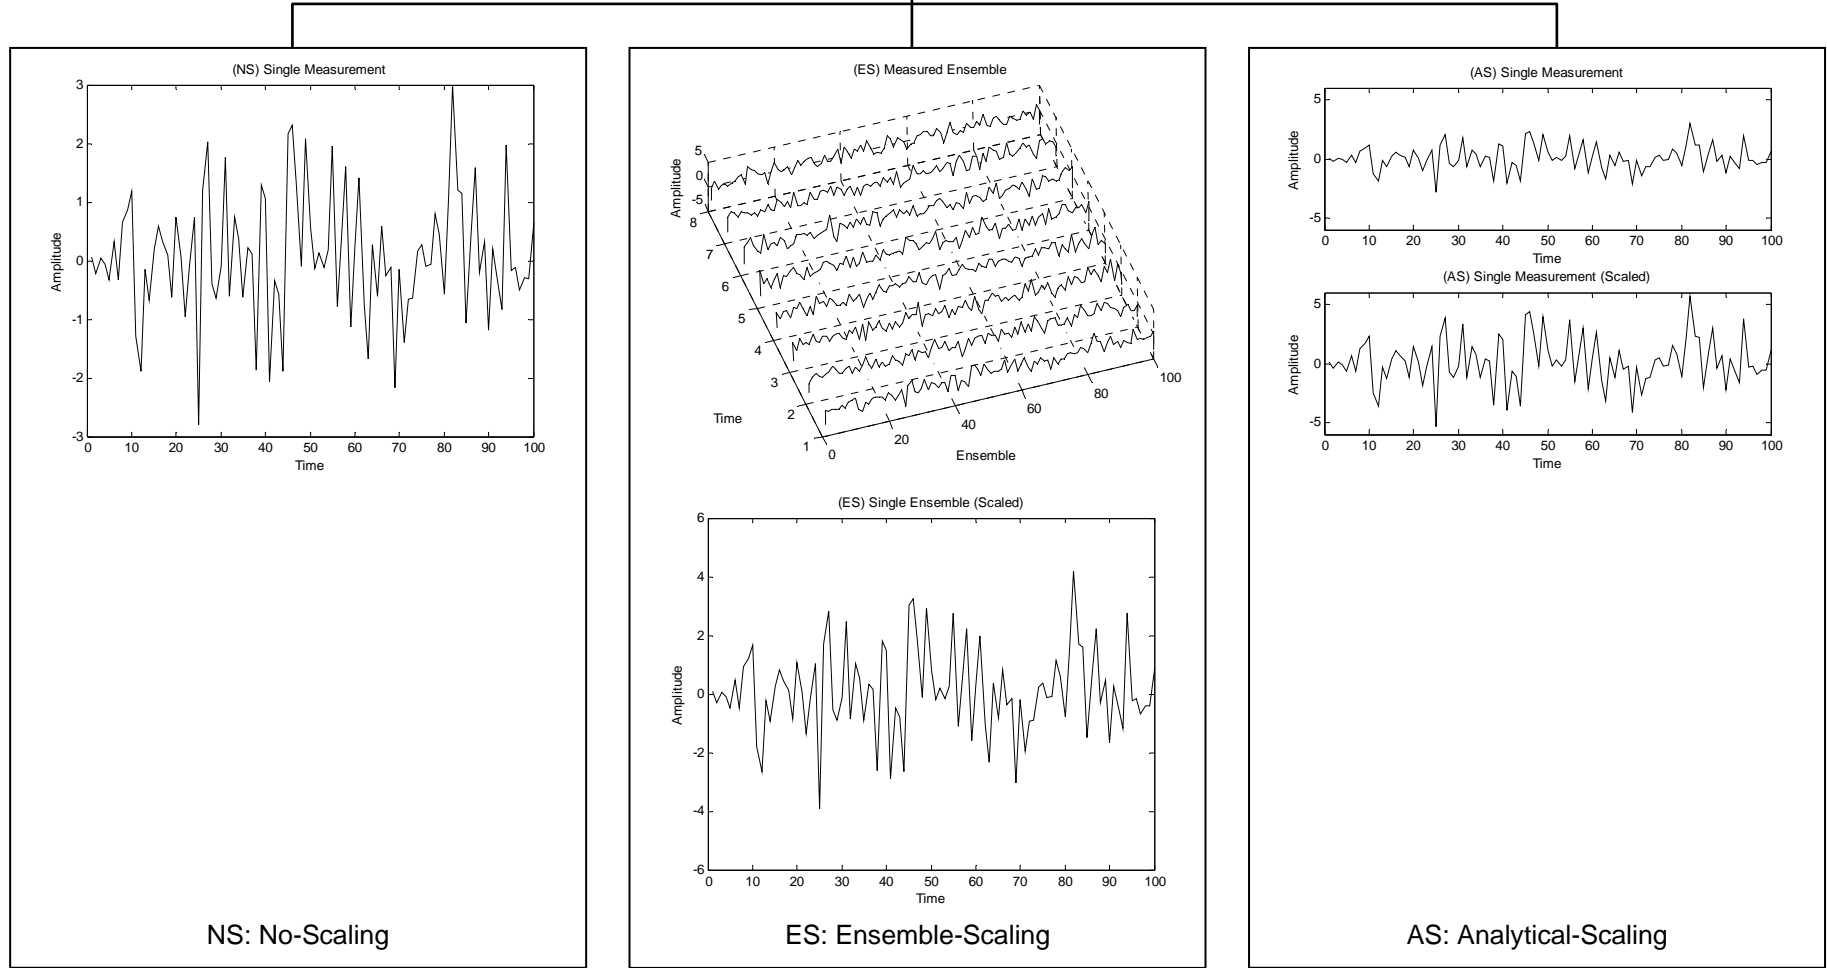 (NS) Single Measurement
3
2
1
0
-1
-2
-3
Amplitude
0 10 20 30 40 50 60 70 80 90 100
Time
NS: No-Scaling
(ES) Measured Ensemble
5
0
-5
Amplitude
8
7
6
5
4
3
2
1
Time
0 20 40 60 80 100
Ensemble
(ES) Single Ensemble (Scaled)
6
4
2
0
-2
-4
-6
Amplitude
0 10 20 30 40 50 60 70 80 90 100
Time
ES: Ensemble-Scaling
(AS) Single Measurement
5
0
-5
Amplitude
0 10 20 30 40 50 60 70 80 90 100
Time
(AS) Single Measurement (Scaled)
5
0
-5
Amplitude
0 10 20 30 40 50 60 70 80 90 100
Time
AS: Analytical-Scaling